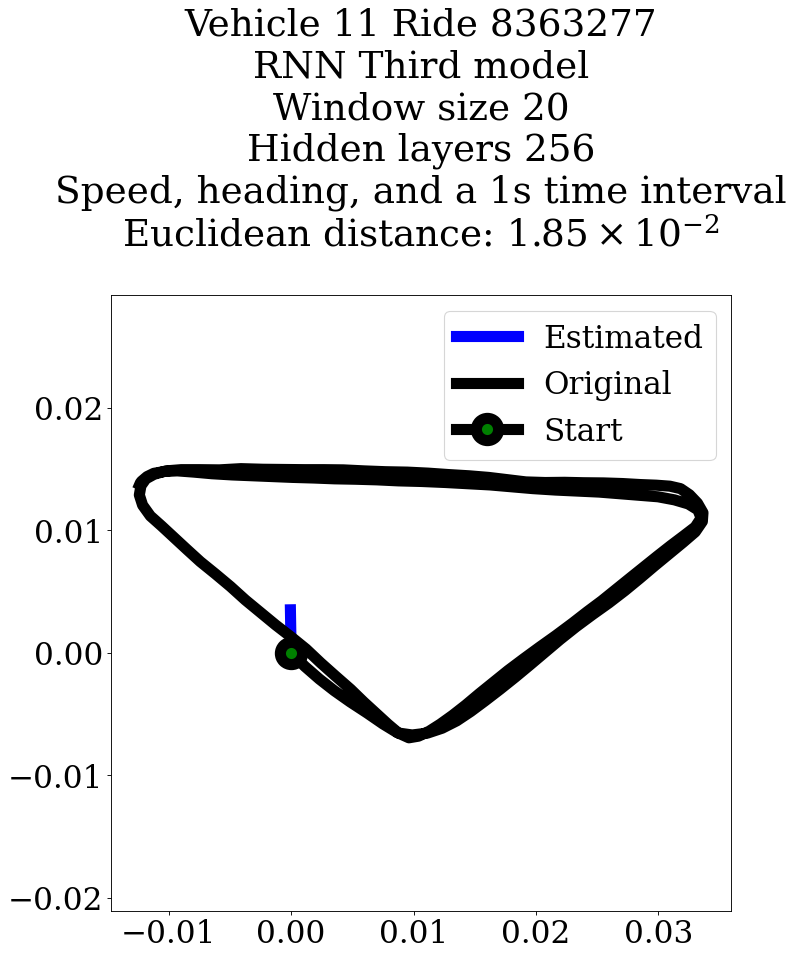 Vehicle 11 Ride 8363277
RNN Third model
Window size 20
Hidden layers 256
Speed, heading, and a 1s time interval
Euclidean distance: 1.85 × 10⁻²
Estimated
Original
Start
0.02
0.01
0.00
−0.01
−0.02
−0.01 0.00 0.01 0.02 0.03